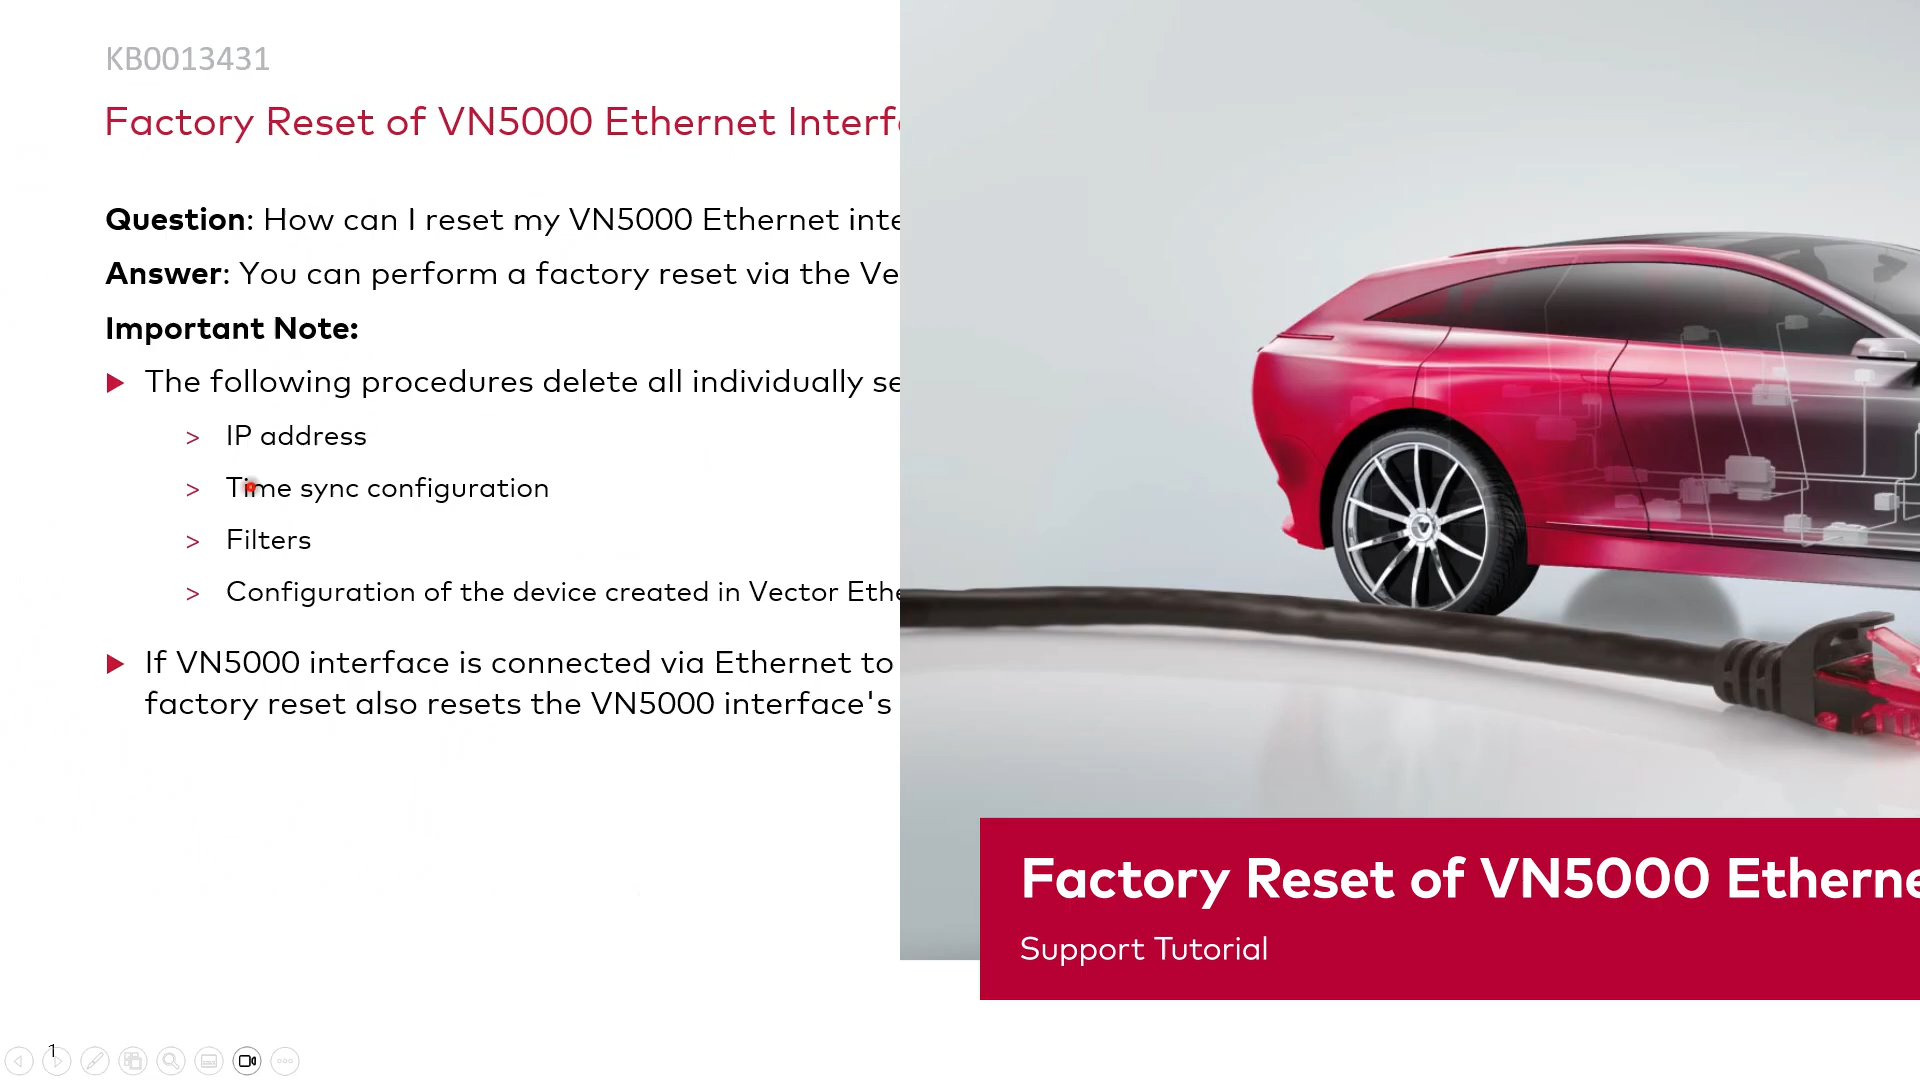 KB0013431
Factory Reset of VN5000 Ethernet Interf
Question: How can I reset my VN5000 Ethernet inte
Answer: You can perform a factory reset via the Ve
Important Note:
The following procedures delete all individually se
> IP address
> Time sync configuration
> Filters
> Configuration of the device created in Vector Ethe
If VN5000 interface is connected via Ethernet to
factory reset also resets the VN5000 interface's
Factory Reset of VN5000 Etherne
Support Tutorial
1